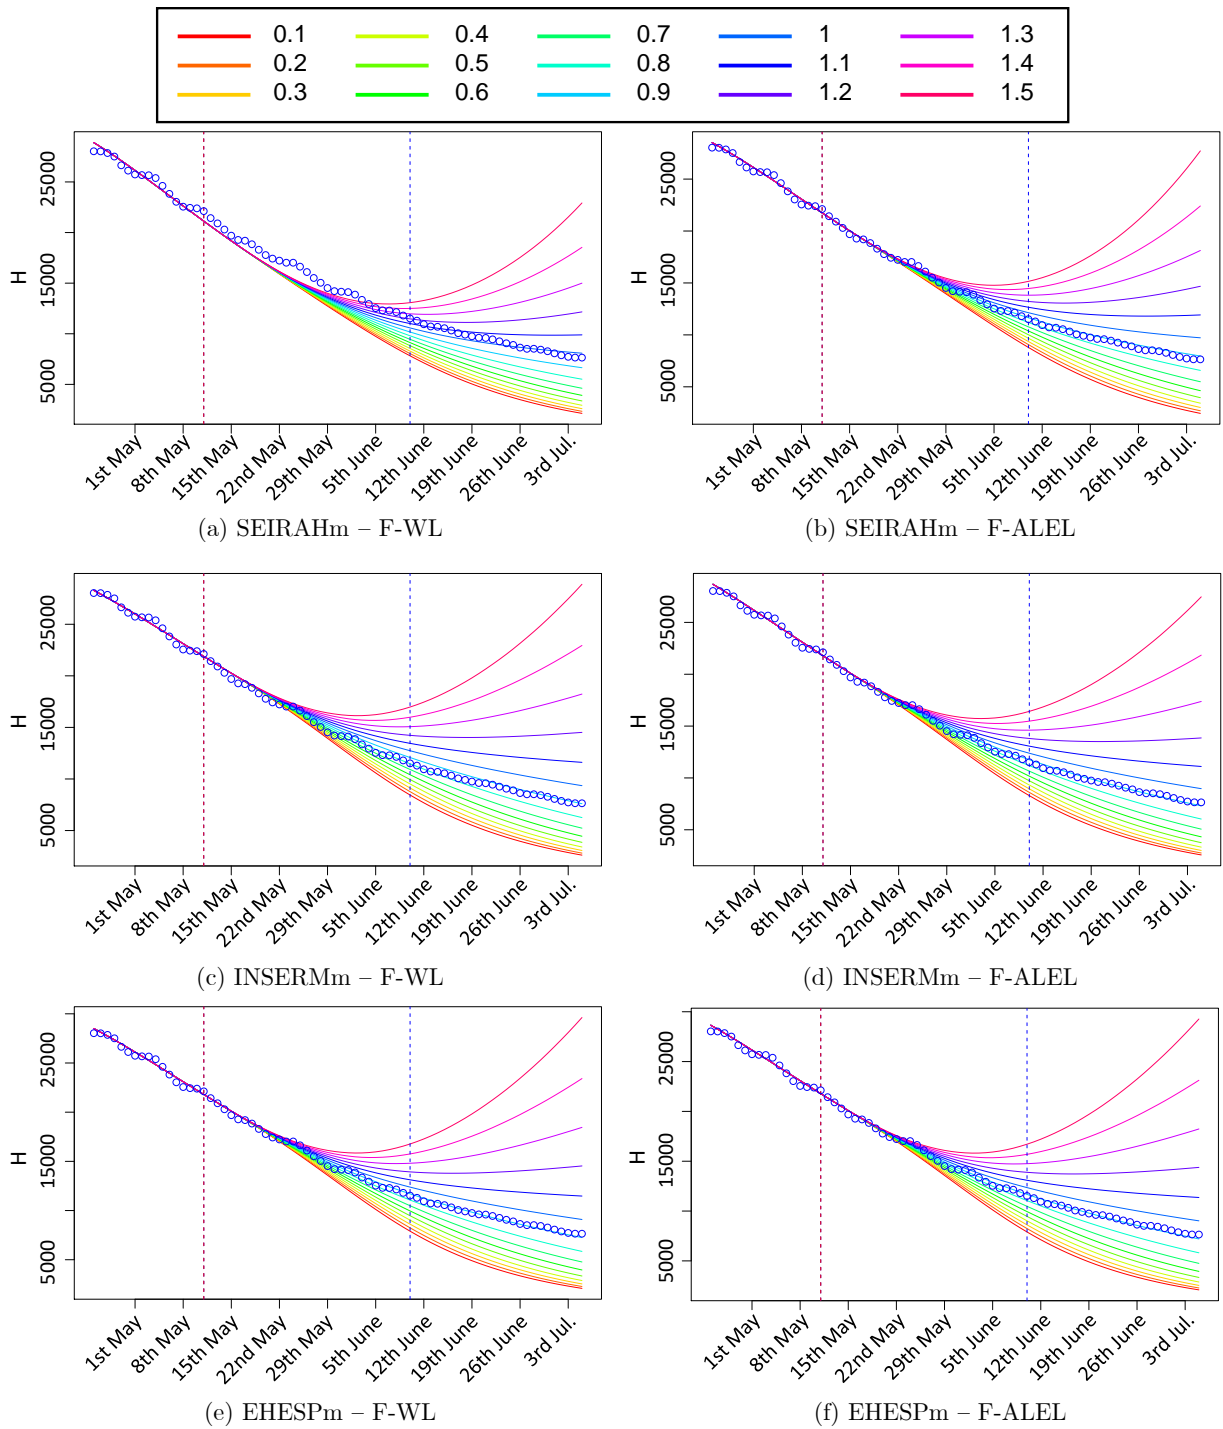 0.1 0.4 0.7 1 1.3
0.2 0.5 0.8 1.1 1.4
0.3 0.6 0.9 1.2 1.5
H
25000
15000
5000
1st May 8th May 15th May 22nd May 29th May 5th June 12th June 19th June 26th June 3rd Jul.
(a) SEIRAHm – F-WL
H
25000
15000
5000
1st May 8th May 15th May 22nd May 29th May 5th June 12th June 19th June 26th June 3rd Jul.
(b) SEIRAHm – F-ALEL
H
25000
15000
5000
1st May 8th May 15th May 22nd May 29th May 5th June 12th June 19th June 26th June 3rd Jul.
(c) INSERMm – F-WL
H
25000
15000
5000
1st May 8th May 15th May 22nd May 29th May 5th June 12th June 19th June 26th June 3rd Jul.
(d) INSERMm – F-ALEL
H
25000
15000
5000
1st May 8th May 15th May 22nd May 29th May 5th June 12th June 19th June 26th June 3rd Jul.
(e) EHESPm – F-WL
H
25000
15000
5000
1st May 8th May 15th May 22nd May 29th May 5th June 12th June 19th June 26th June 3rd Jul.
(f) EHESPm – F-ALEL